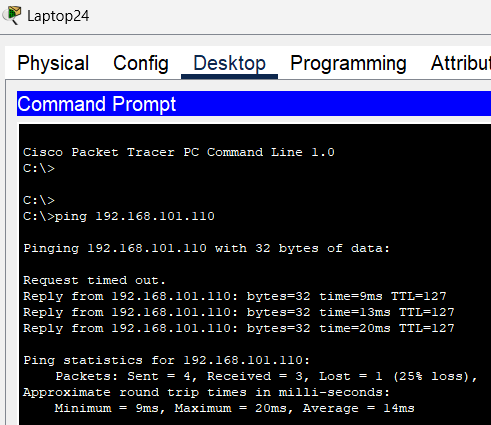 Laptop24
Physical Config Desktop Programming Attribut
Command Prompt
Cisco Packet Tracer PC Command Line 1.0
C:\>
C:\>
C:\>ping 192.168.101.110
Pinging 192.168.101.110 with 32 bytes of data:
Request timed out.
Reply from 192.168.101.110: bytes=32 time=9ms TTL=127
Reply from 192.168.101.110: bytes=32 time=13ms TTL=127
Reply from 192.168.101.110: bytes=32 time=20ms TTL=127
Ping statistics for 192.168.101.110:
Packets: Sent = 4, Received = 3, Lost = 1 (25% loss),
Approximate round trip times in milli-seconds:
Minimum = 9ms, Maximum = 20ms, Average = 14ms